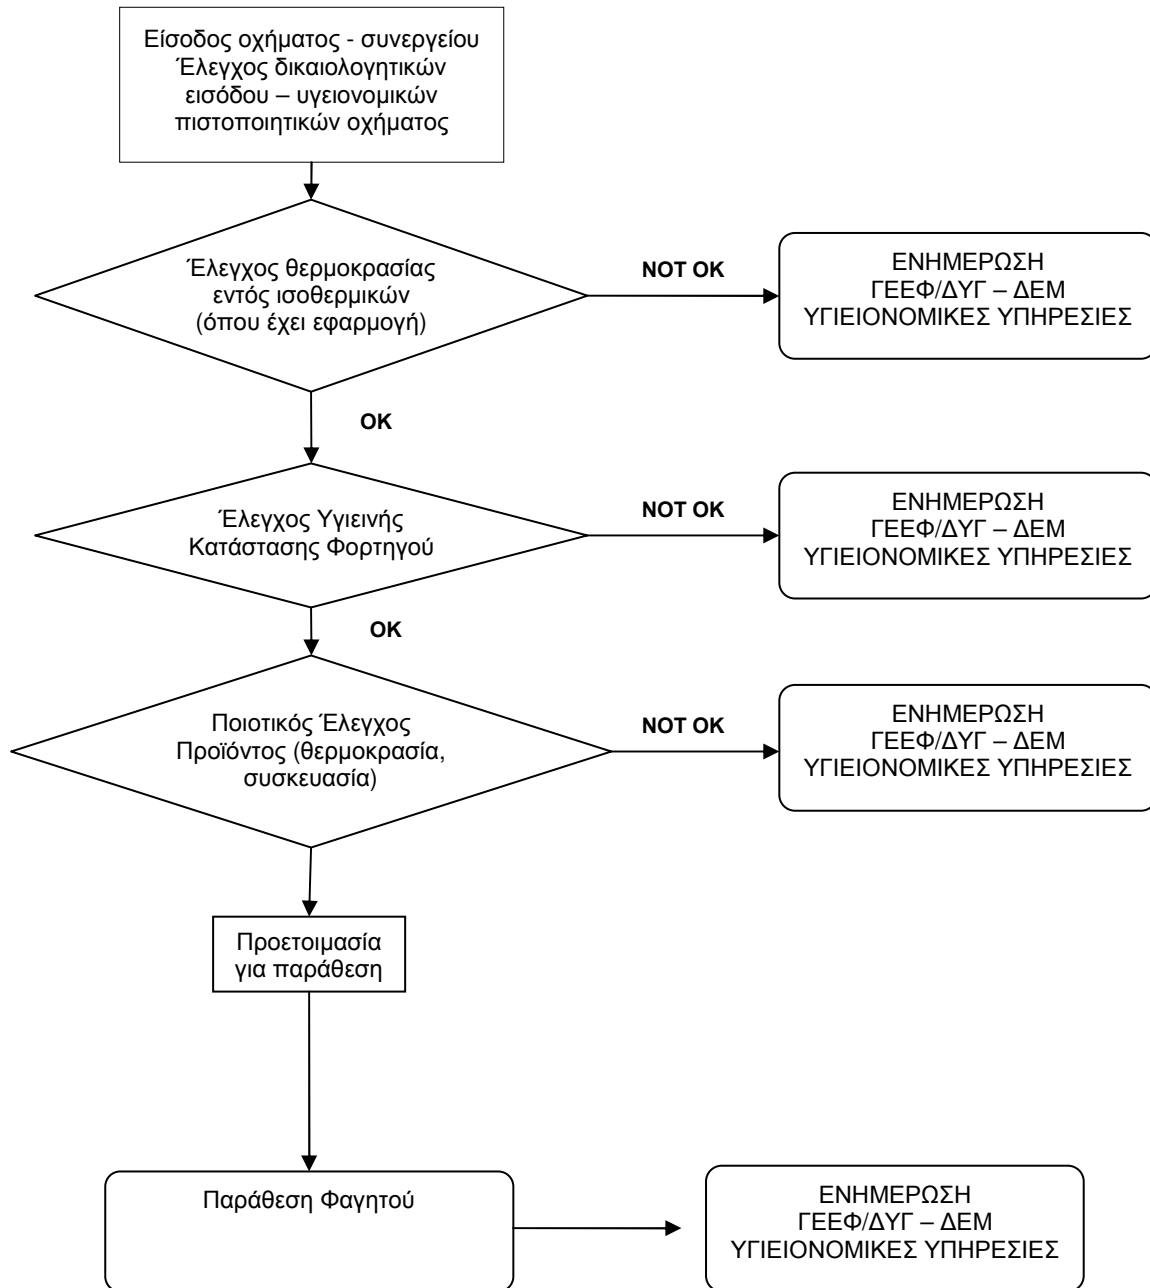 Είσοδος οχήματος - συνεργείου
Έλεγχος δικαιολογητικών
εισόδου – υγειονομικών
πιστοποιητικών οχήματος
Έλεγχος θερμοκρασίας
εντός ισοθερμικών
(όπου έχει εφαρμογή)
NOT OK
ΕΝΗΜΕΡΩΣΗ
ΓΕΕΦ/ΔΥΓ – ΔΕΜ
ΥΓΙΕΙΟΝΟΜΙΚΕΣ ΥΠΗΡΕΣΙΕΣ
OK
Έλεγχος Υγιεινής
Κατάστασης Φορτηγού
NOT OK
ΕΝΗΜΕΡΩΣΗ
ΓΕΕΦ/ΔΥΓ – ΔΕΜ
ΥΓΙΕΙΟΝΟΜΙΚΕΣ ΥΠΗΡΕΣΙΕΣ
OK
Ποιοτικός Έλεγχος
Προϊόντος (θερμοκρασία,
συσκευασία)
NOT OK
ΕΝΗΜΕΡΩΣΗ
ΓΕΕΦ/ΔΥΓ – ΔΕΜ
ΥΓΙΕΙΟΝΟΜΙΚΕΣ ΥΠΗΡΕΣΙΕΣ
Προετοιμασία
για παράθεση
Παράθεση Φαγητού
ΕΝΗΜΕΡΩΣΗ
ΓΕΕΦ/ΔΥΓ – ΔΕΜ
ΥΓΙΕΙΟΝΟΜΙΚΕΣ ΥΠΗΡΕΣΙΕΣ